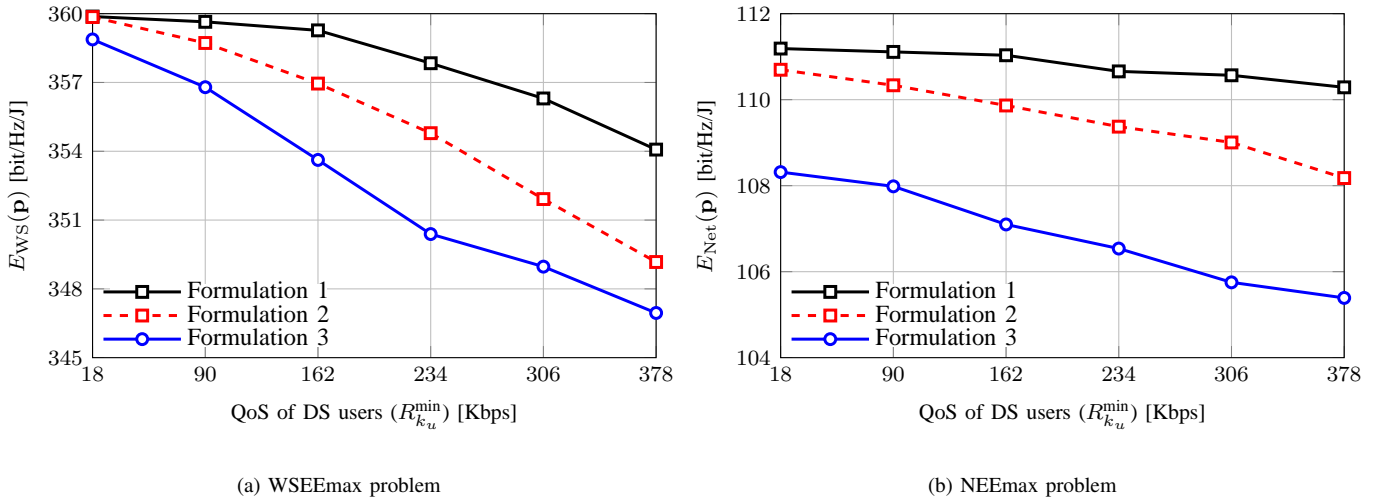 360
357
354
351
348
345
E_WS(p) [bit/Hz/J]
Formulation 1
Formulation 2
Formulation 3
18 90 162 234 306 378
QoS of DS users (R_{k_u}^{min}) [Kbps]
(a) WSEEmax problem
112
110
108
106
104
E_Net(p) [bit/Hz/J]
Formulation 1
Formulation 2
Formulation 3
18 90 162 234 306 378
QoS of DS users (R_{k_u}^{min}) [Kbps]
(b) NEEmax problem